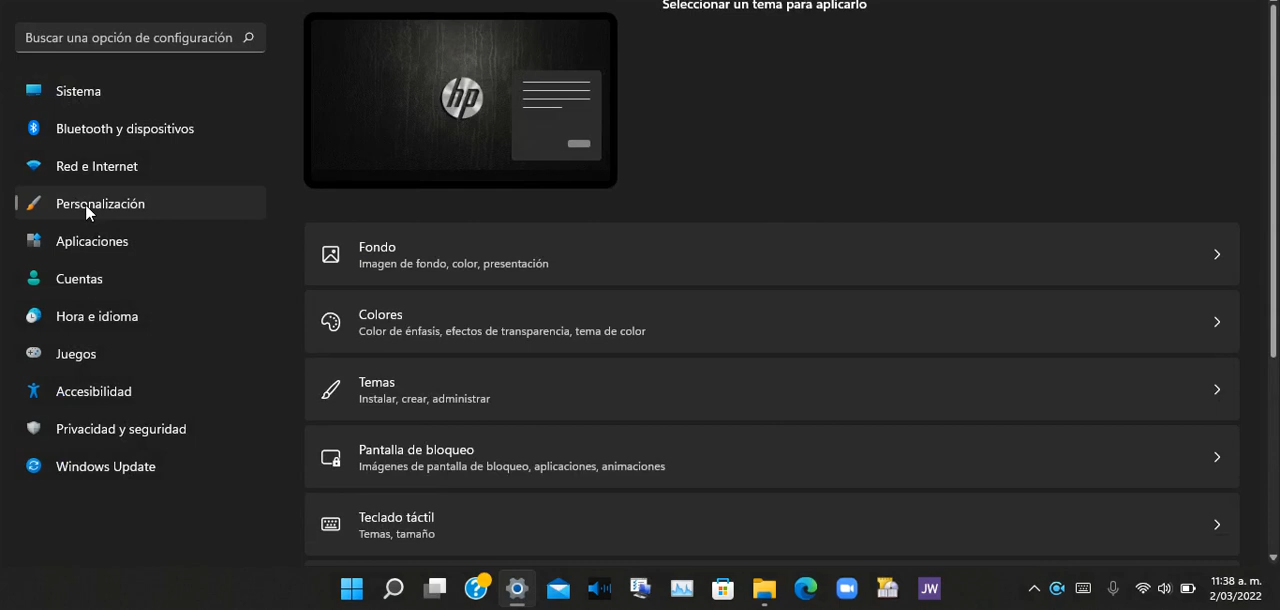 Seleccionar un tema para aplicarlo
Buscar una opción de configuración
Sistema
Bluetooth y dispositivos
Red e Internet
Personalización
Aplicaciones
Cuentas
Hora e idioma
Juegos
Accesibilidad
Privacidad y seguridad
Windows Update
hp
Fondo
Imagen de fondo, color, presentación
Colores
Color de énfasis, efectos de transparencia, tema de color
Temas
Instalar, crear, administrar
Pantalla de bloqueo
Imágenes de pantalla de bloqueo, aplicaciones, animaciones
Teclado táctil
Temas, tamaño
JW
11:38 a. m.
2/03/2022